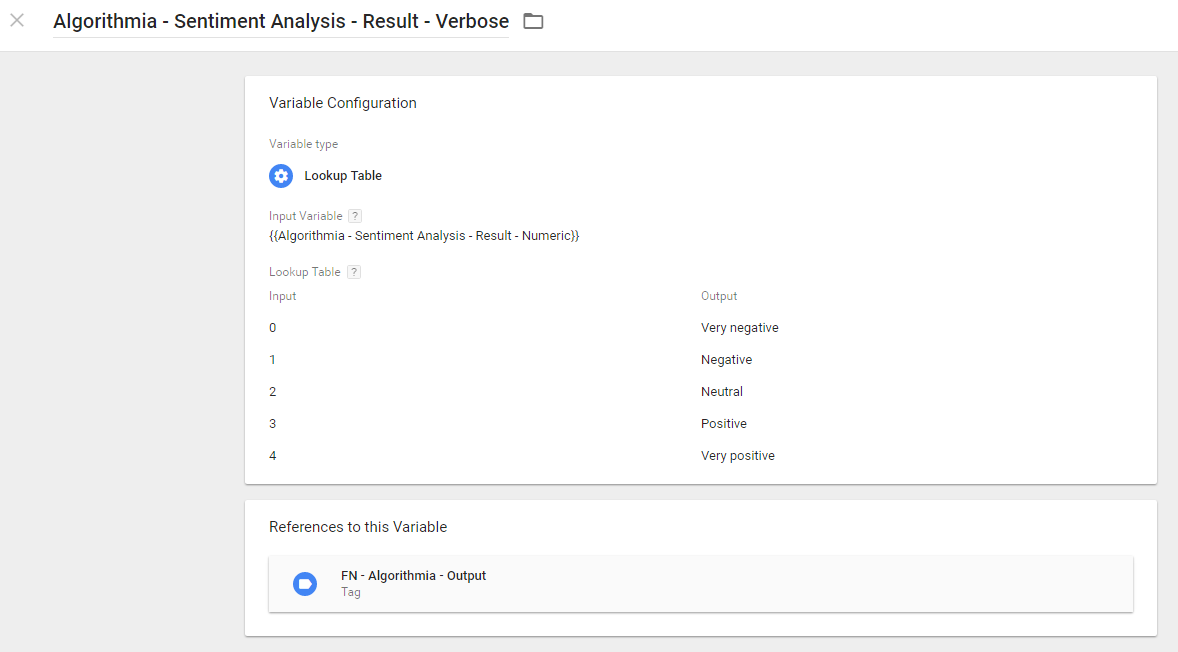 Algorithmia - Sentiment Analysis - Result - Verbose
Variable Configuration
Variable type
Lookup Table
Input Variable ?
{{Algorithmia - Sentiment Analysis - Result - Numeric}}
Lookup Table ?
Input Output
0 Very negative
1 Negative
2 Neutral
3 Positive
4 Very positive
References to this Variable
FN - Algorithmia - Output
Tag